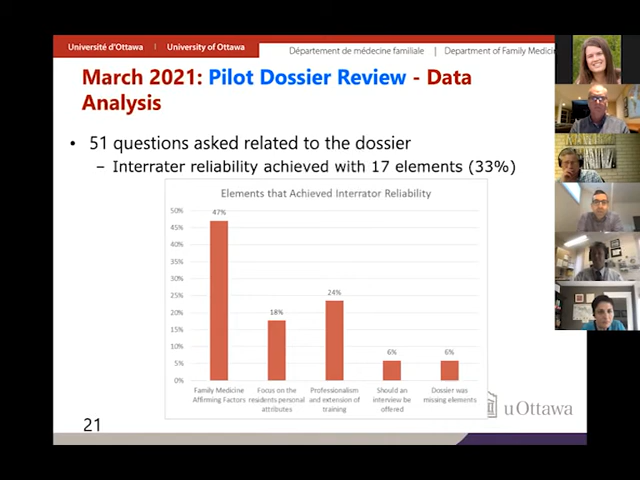 Université d'Ottawa | University of Ottawa
Département de médecine familiale | Department of Family Medicin
March 2021: Pilot Dossier Review - Data
Analysis
• 51 questions asked related to the dossier
– Interrater reliability achieved with 17 elements (33%)
Elements that Achieved Interrator Reliability
50%
45%
40%
35%
30%
25%
20%
15%
10%
5%
0%
47%
18%
24%
6%
6%
Family Medicine
Affirming Factors
Focus on the
residents personal
attributes
Professionalism
and extension of
training
Should an
interview be
offered
Dossier was
missing elements
uOttawa
21